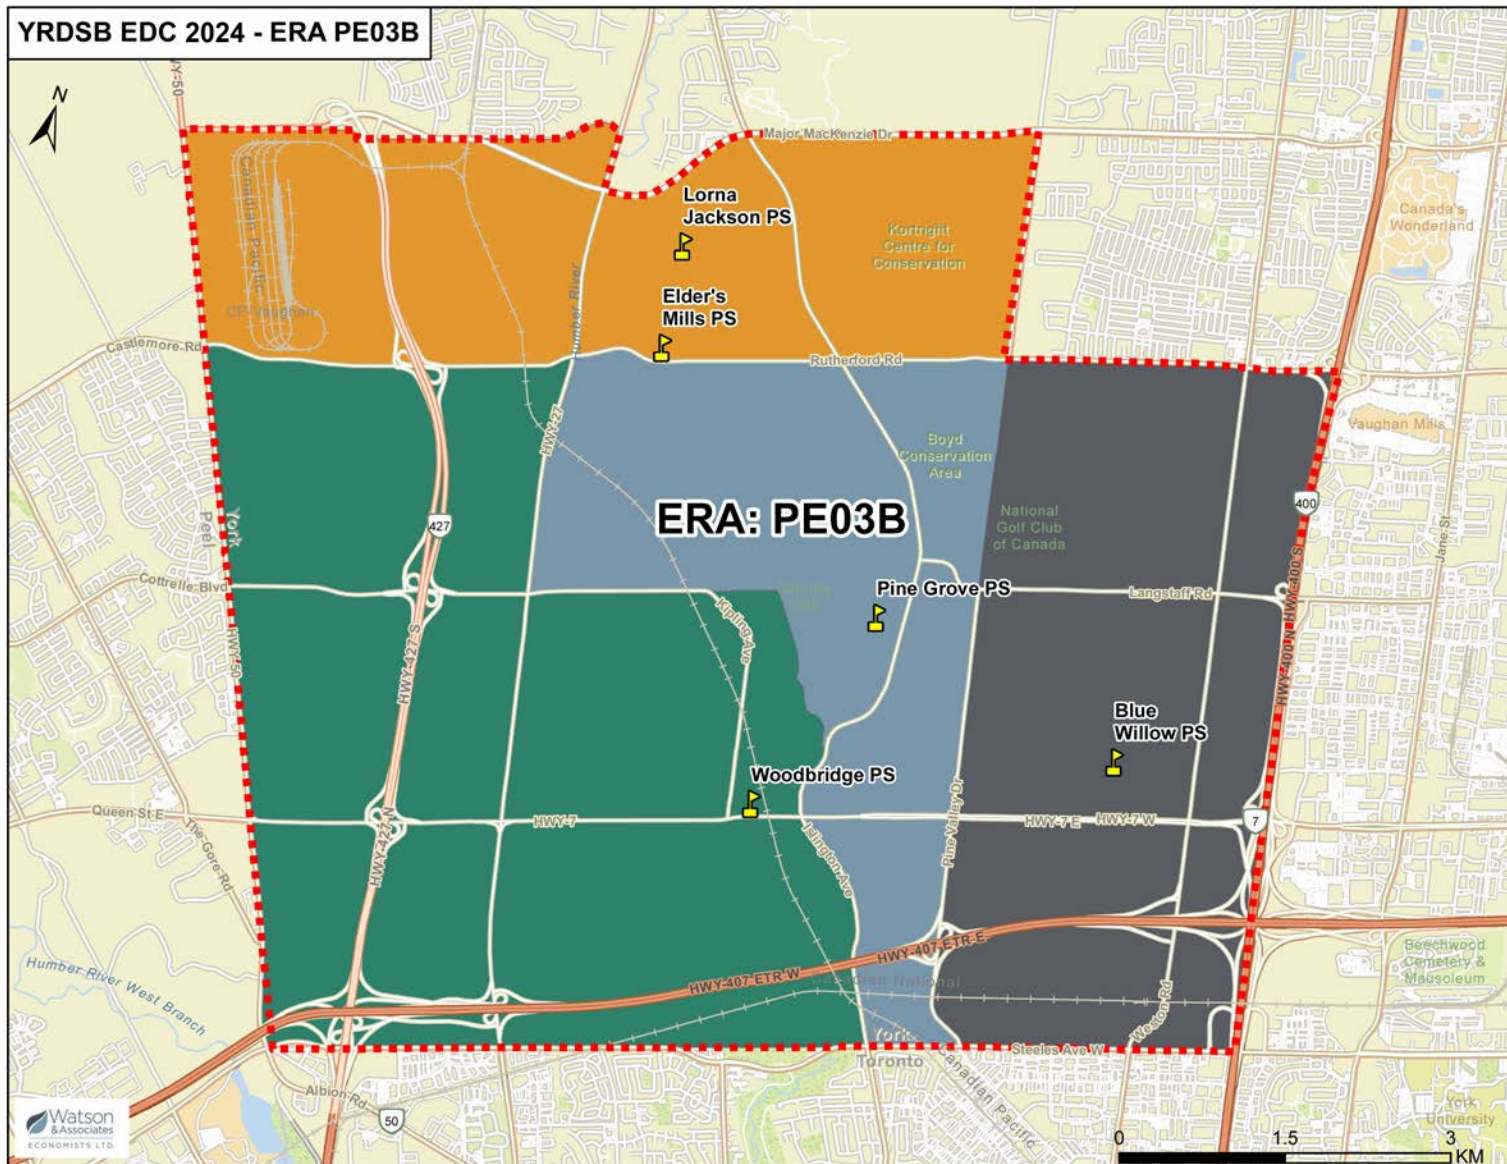 YRDSB EDC 2024 - ERA PE03B
N
HWY-50
Major MacKenzie Dr
Canadian Pacific
CP-Vaughan
Lorna
Jackson PS
Kortright
Centre for
Conservation
Canada's
Wonderland
Humber River
Elder's
Mills PS
Castlemore-Rd
Rutherford Rd
Vaughan Mills
HWY-27
Boyd
Conservation
Area
ERA: PE03B
National
Golf Club
of Canada
400
427
York
Peel
Jane-St
HWY-400 N
HWY-400 S
Cottrelle-Blvd
Kipling-Ave
Pine Grove PS
Langstaff Rd
HWY-50
HWY-427 S
Blue
Willow PS
Woodbridge PS
Queen St E
HWY-7
HWY-7 E
HWY-7 W
7
The-Gore-Rd
HWY-427-N
Islington-Ave
Pine-Valley-Dr
HWY-407 ETR W
HWY-407 ETR E
Canadian National
Beechwood
Cemetery &
Mausoleum
Humber River West Branch
Weston-Rd
York
Toronto
Steeles Ave W
Canadian Pacific
Albion-Rd
50
York
University
Watson
& Associates
ECONOMISTS LTD.
0 1.5 3
KM